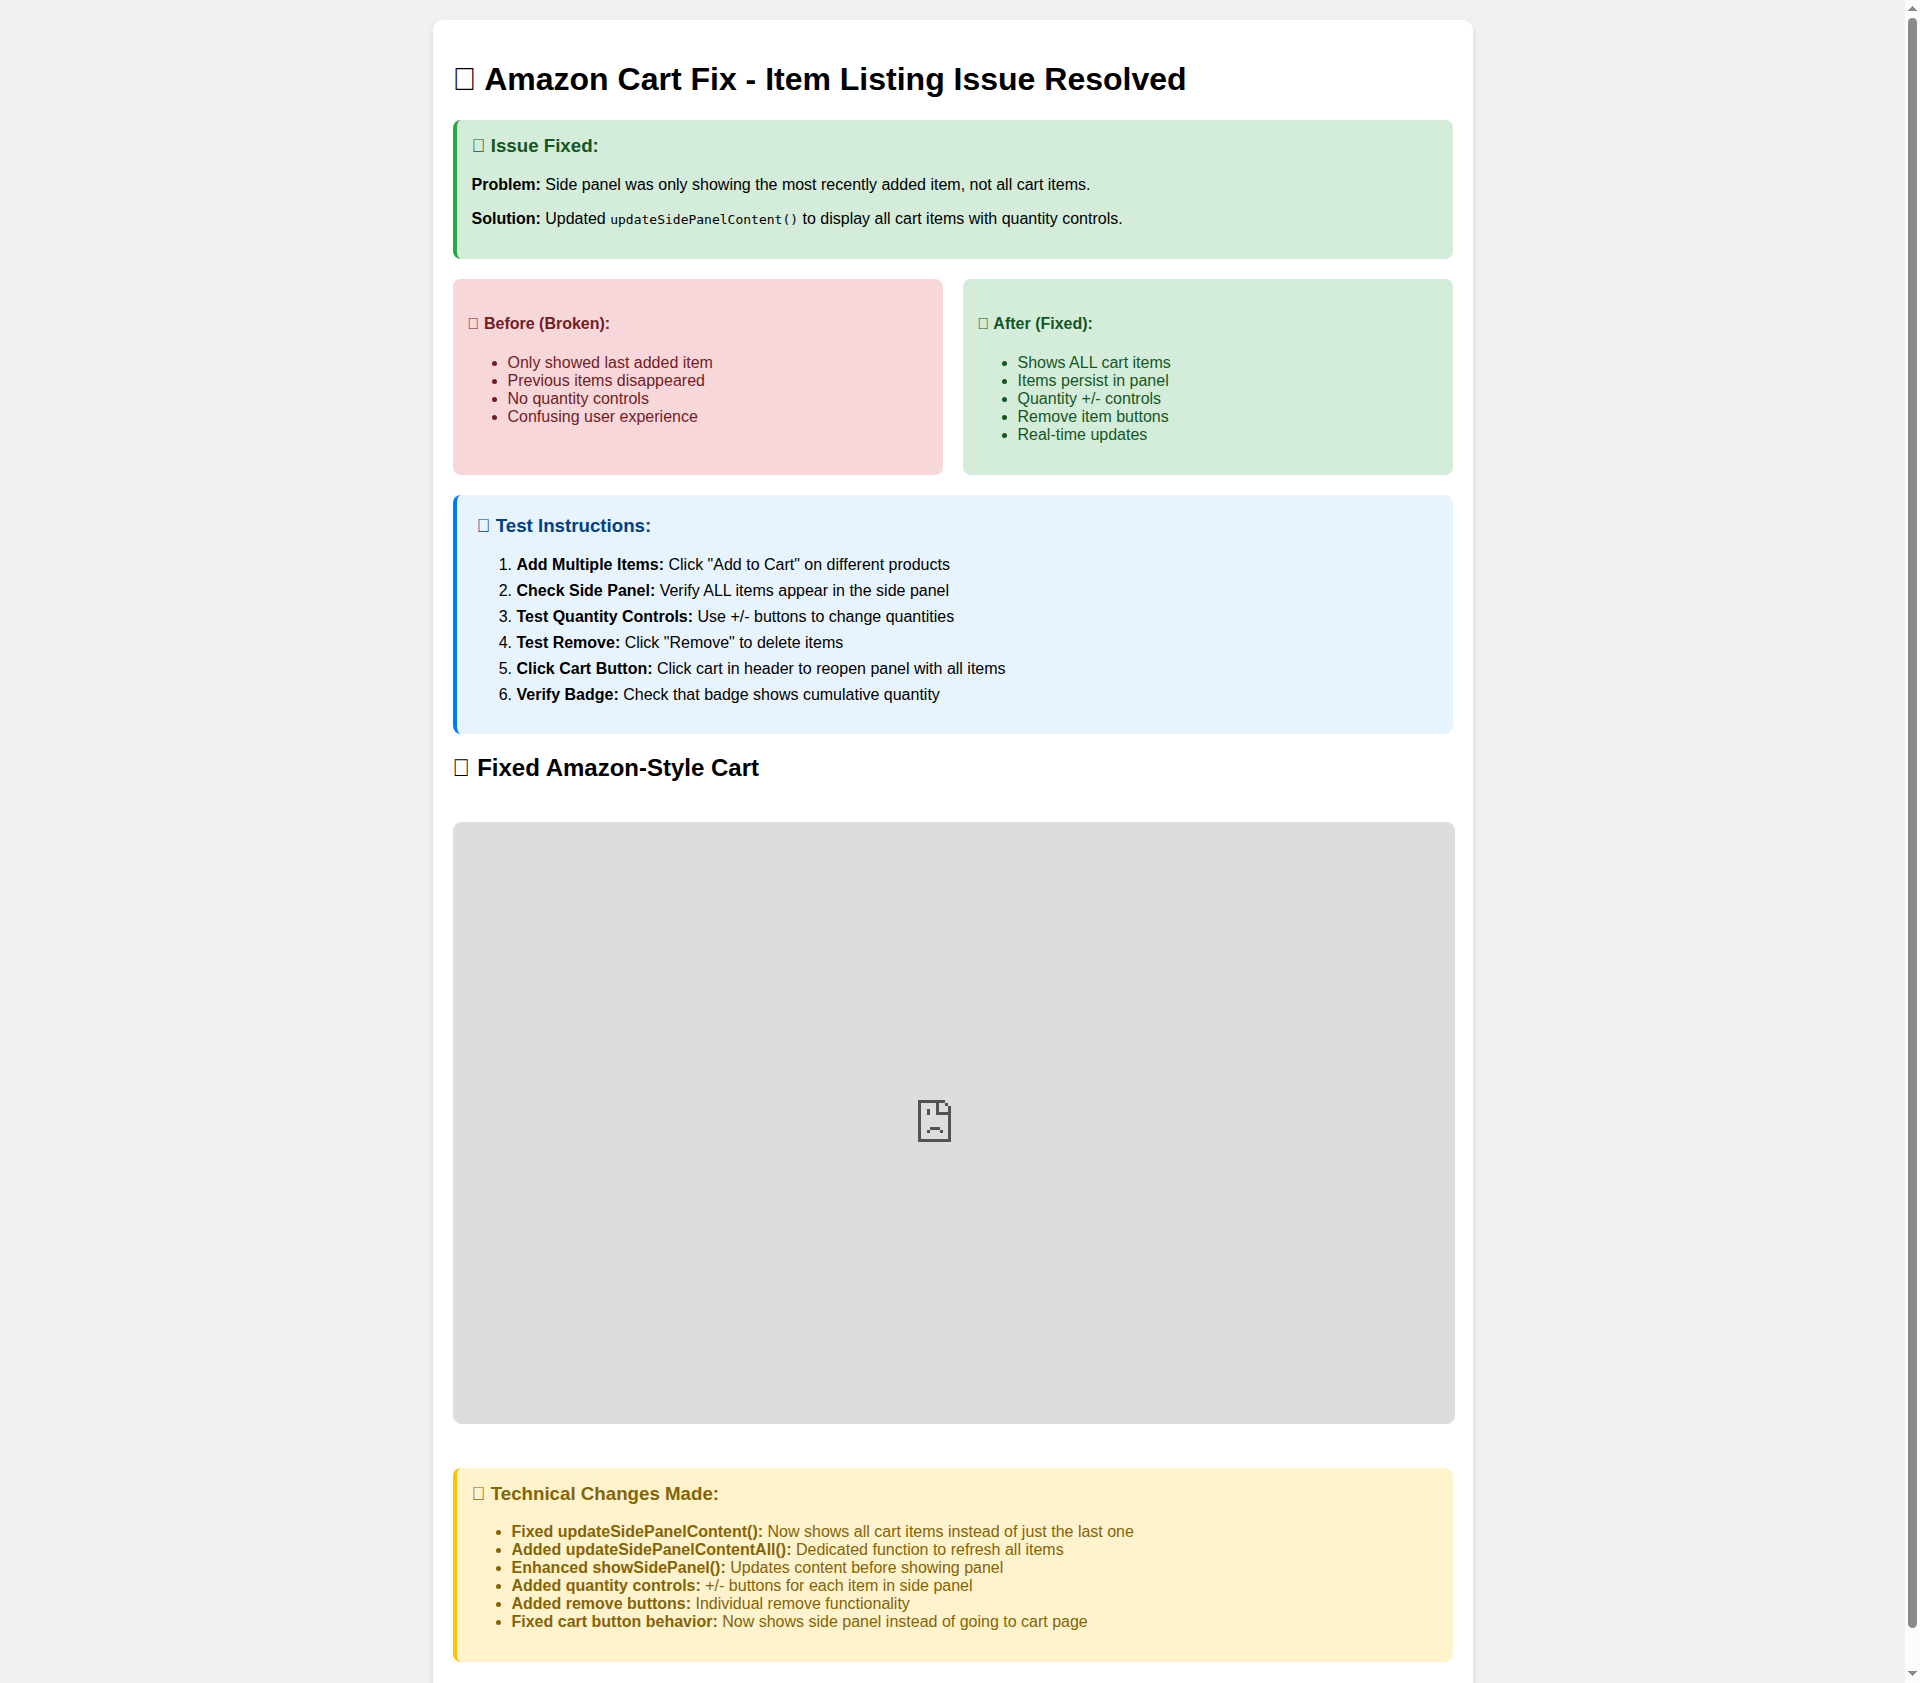 Amazon Cart Fix - Item Listing Issue Resolved
Issue Fixed:
Problem: Side panel was only showing the most recently added item, not all cart items.
Solution: Updated updateSidePanelContent() to display all cart items with quantity controls.
Before (Broken):
• Only showed last added item
• Previous items disappeared
• No quantity controls
• Confusing user experience
After (Fixed):
• Shows ALL cart items
• Items persist in panel
• Quantity +/- controls
• Remove item buttons
• Real-time updates
Test Instructions:
1. Add Multiple Items: Click "Add to Cart" on different products
2. Check Side Panel: Verify ALL items appear in the side panel
3. Test Quantity Controls: Use +/- buttons to change quantities
4. Test Remove: Click "Remove" to delete items
5. Click Cart Button: Click cart in header to reopen panel with all items
6. Verify Badge: Check that badge shows cumulative quantity
Fixed Amazon-Style Cart
Technical Changes Made:
• Fixed updateSidePanelContent(): Now shows all cart items instead of just the last one
• Added updateSidePanelContentAll(): Dedicated function to refresh all items
• Enhanced showSidePanel(): Updates content before showing panel
• Added quantity controls: +/- buttons for each item in side panel
• Added remove buttons: Individual remove functionality
• Fixed cart button behavior: Now shows side panel instead of going to cart page